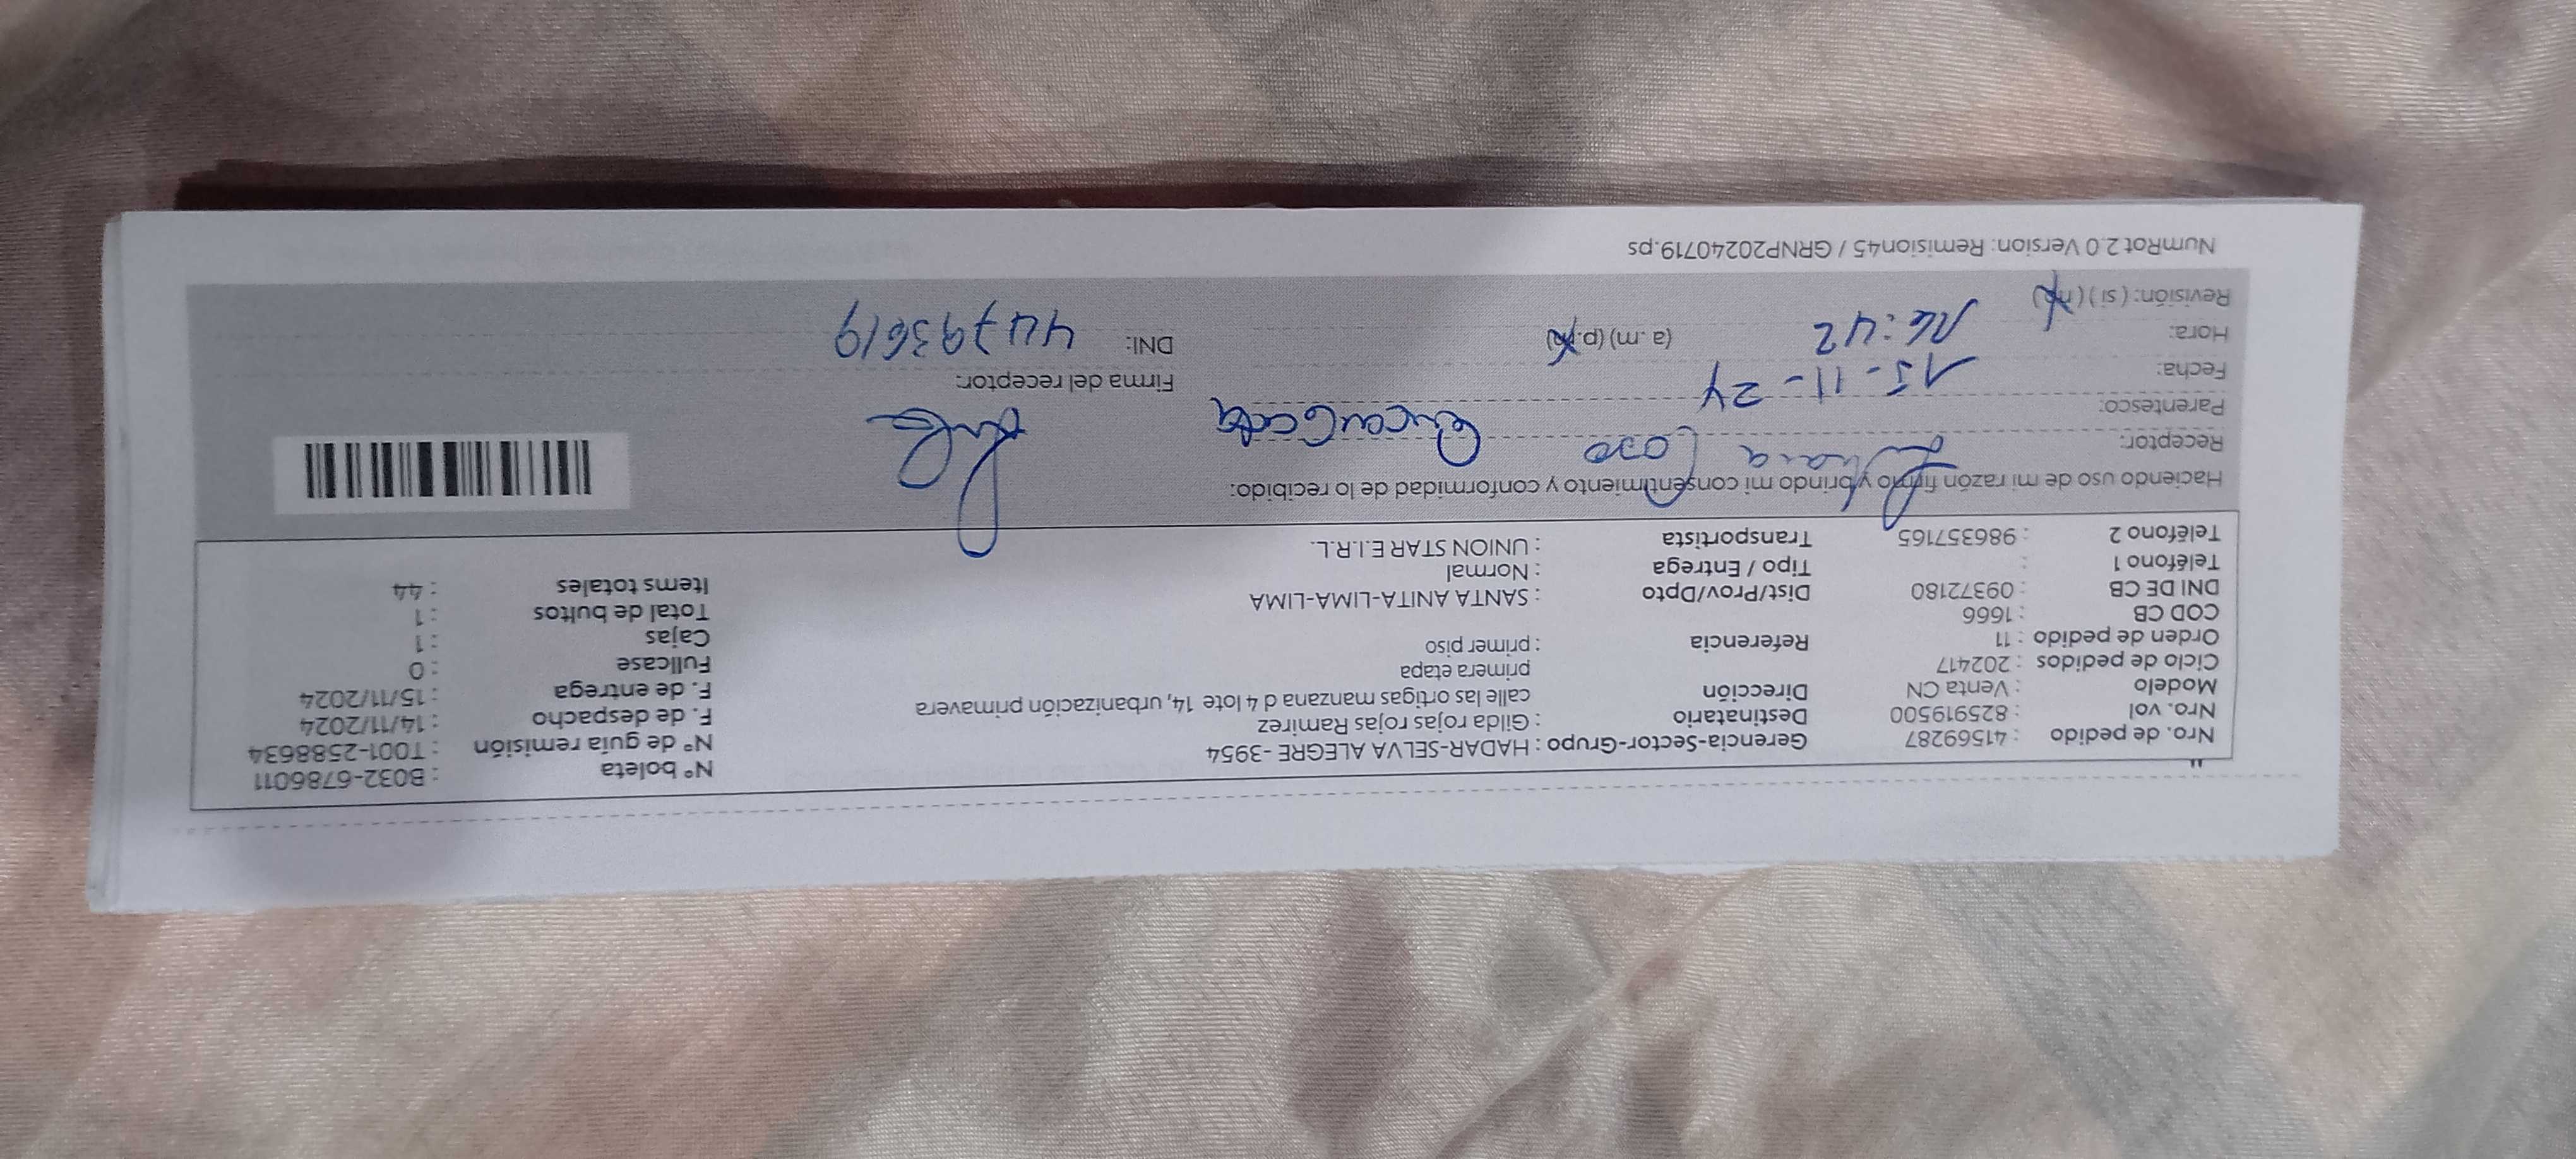 Nro. de pedido : 41569287 Gerencia-Sector-Grupo : HADAR-SELVA ALEGRE -3954 N° boleta : B032-6786011
Nro. vol : 825919500 Destinatario : Gilda rojas rojas Ramirez N° de guía remisión : T001-2588634
Modelo : Venta CN Dirección calle las ortigas manzana d 4 lote 14, urbanización primavera F. de despacho : 14/11/2024
Ciclo de pedidos : 202417 primera etapa F. de entrega : 15/11/2024
Orden de pedido : 11 Referencia : primer piso Fullcase : 0
COD CB : 1666 Cajas : 1
DNI DE CB : 09372180 Dist/Prov/Dpto : SANTA ANITA-LIMA-LIMA Total de bultos : 1
Teléfono 1 : Tipo / Entrega : Normal Items totales : 44
Teléfono 2 : 986357165 Transportista : UNION STAR E.I.R.L.
Haciendo uso de mi razón firmo y brindo mi consentimiento y conformidad de lo recibido:
Receptor:
Parentesco:
Fecha: 15-11-24 Firma del receptor:
Hora: 16:42 (a.m) (p.m) DNI: 44793619
Revisión: ( si ) ( no )
NumRot 2.0 Version: Remision45 / GRNP20240719.ps